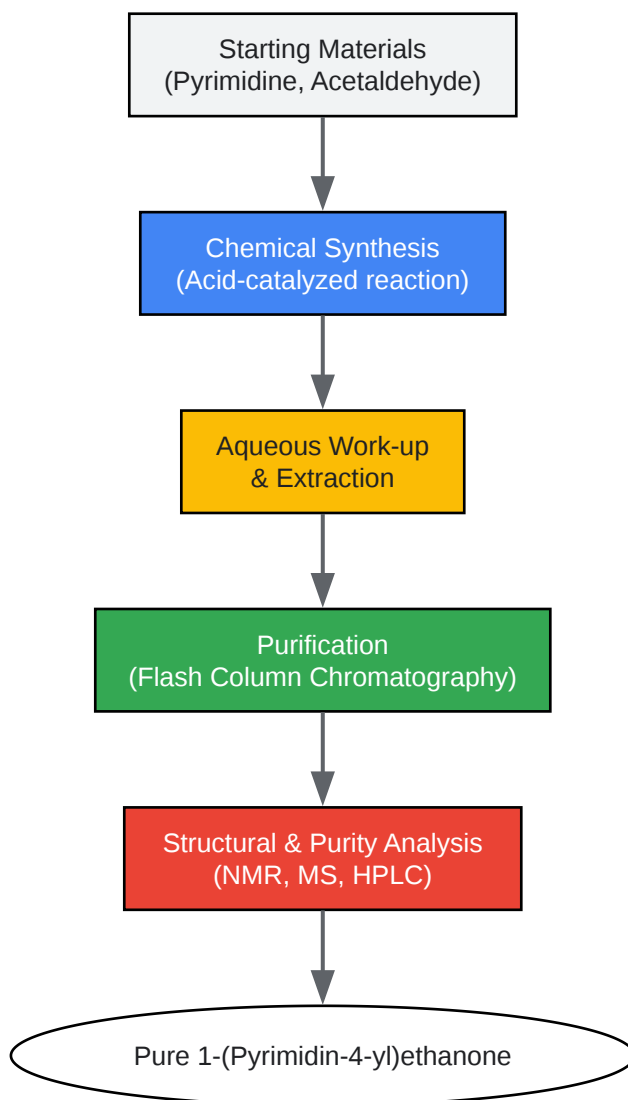 Starting Materials
(Pyrimidine, Acetaldehyde)
Chemical Synthesis
(Acid-catalyzed reaction)
Aqueous Work-up
& Extraction
Purification
(Flash Column Chromatography)
Structural & Purity Analysis
(NMR, MS, HPLC)
Pure 1-(Pyrimidin-4-yl)ethanone